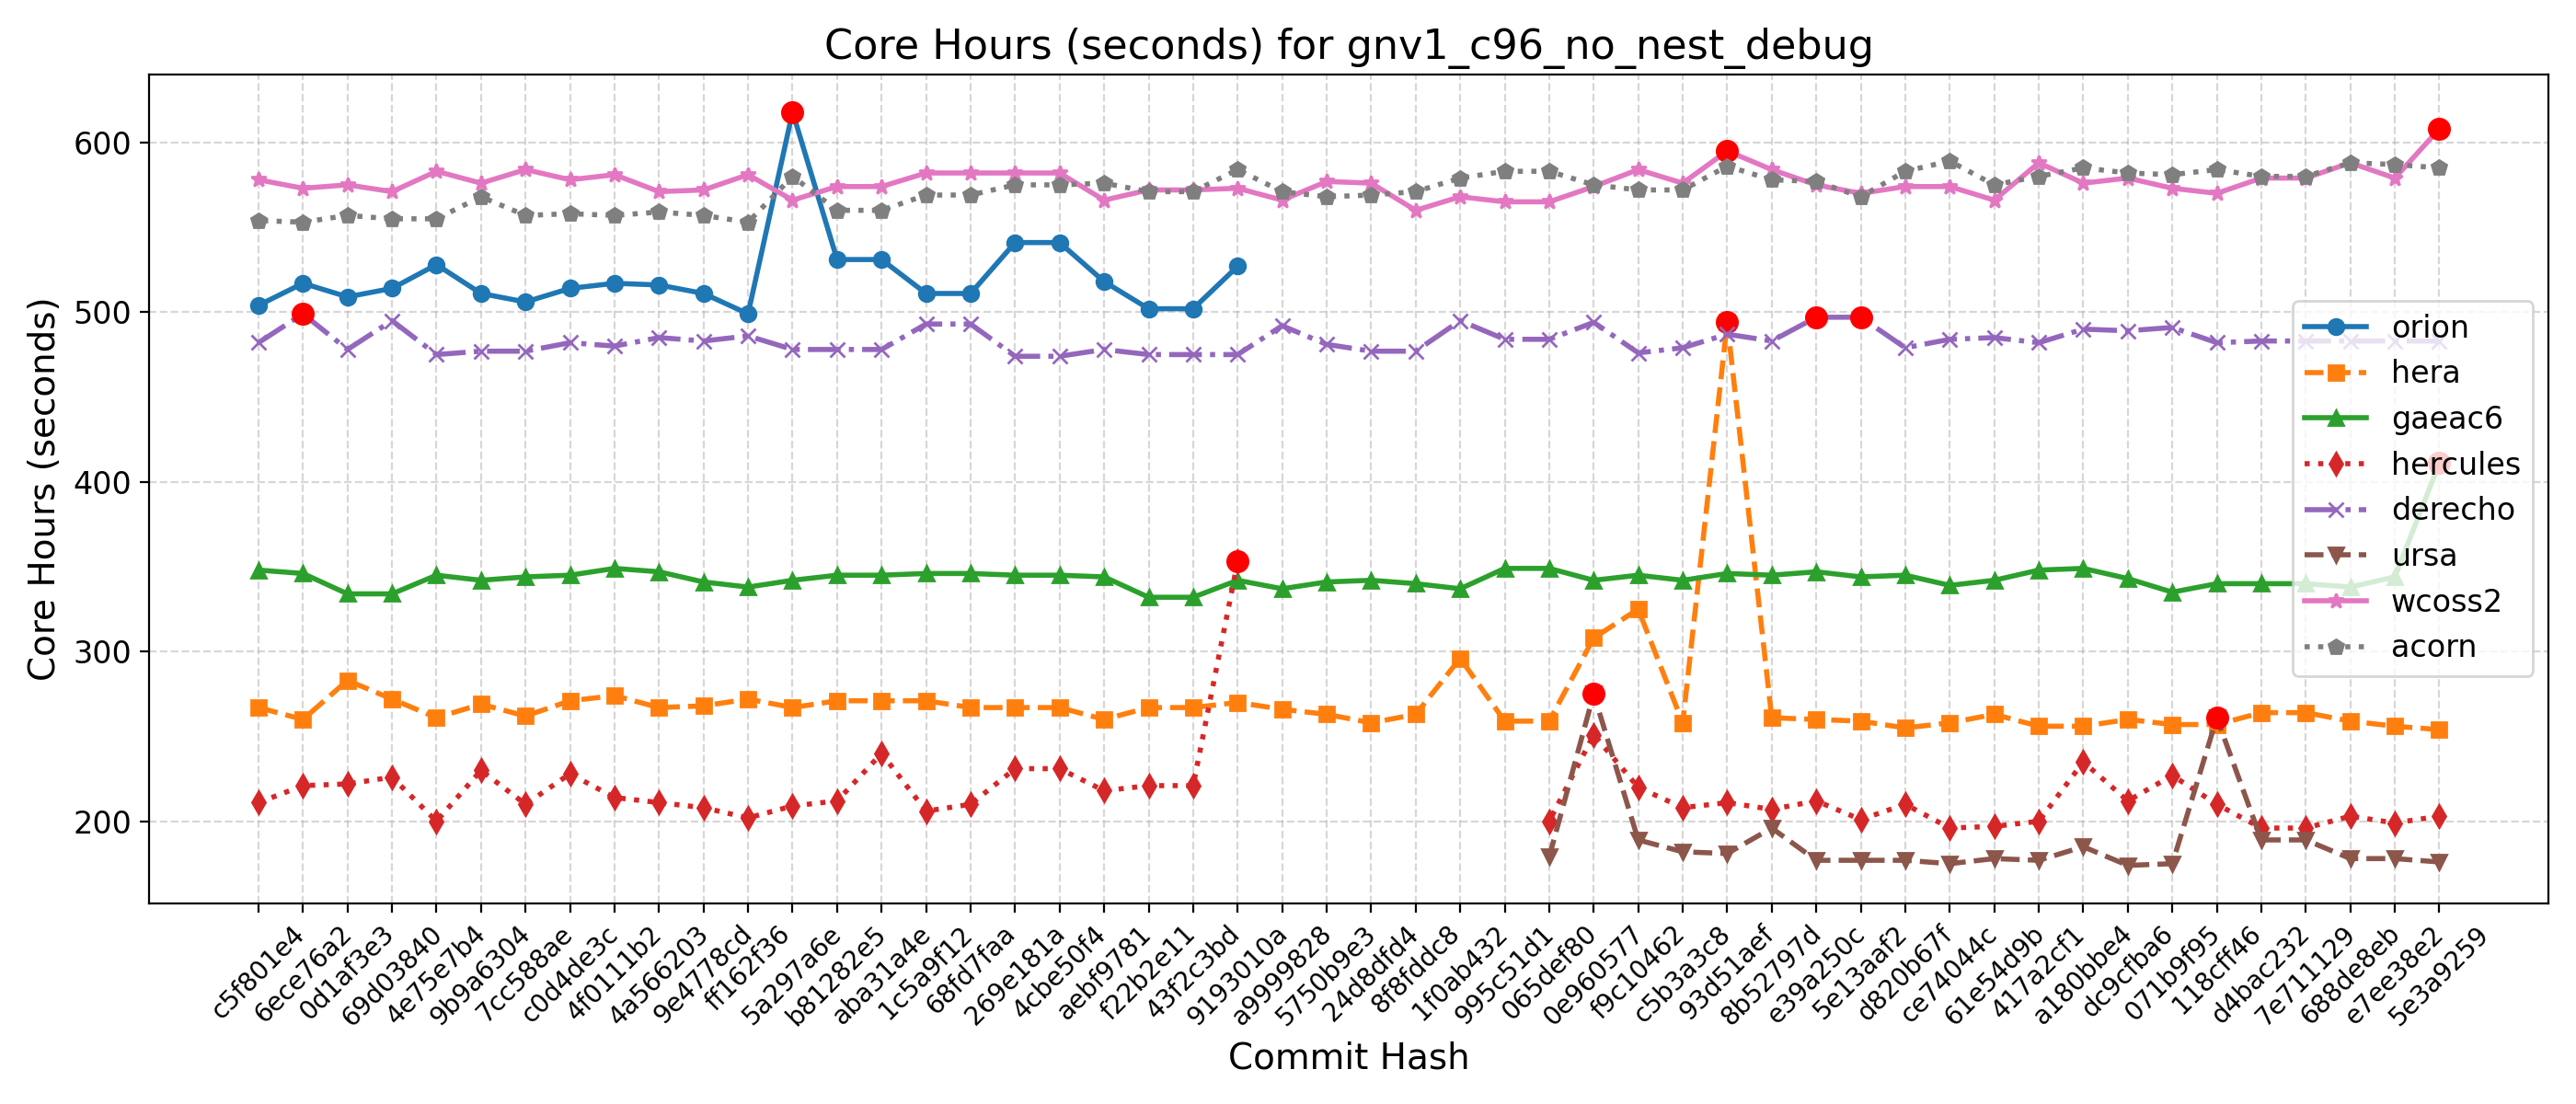 Core Hours (seconds) for gnv1_c96_no_nest_debug
Core Hours (seconds)
600
500
400
300
200
orion
hera
gaeac6
hercules
derecho
ursa
wcoss2
acorn
c5f801e4
6ece76a2
0d1af3e3
69d03840
4e75e7b4
9b9a6304
7cc588ae
c0d4de3c
4f0111b2
4a566203
9e4778cd
ff162f36
5a297a6e
b81282e5
aba31a4e
1c5a9f12
68fd7faa
269e181a
4cbe50f4
aebf9781
f22b2e11
43f2c3bd
9193010a
a9999828
5750b9e3
24d8dfd4
8f8fddc8
1f0ab432
995c51d1
065def80
0e960577
f9c10462
c5b3a3c8
93d51aef
8b52797d
e39a250c
5e13aaf2
d820b67f
ce74044c
61e54d9b
417a2cf1
a180bbe4
dc9cfba6
071b9f95
118cff46
d4bac232
7e711129
688de8eb
e7ee38e2
5e3a9259
Commit Hash